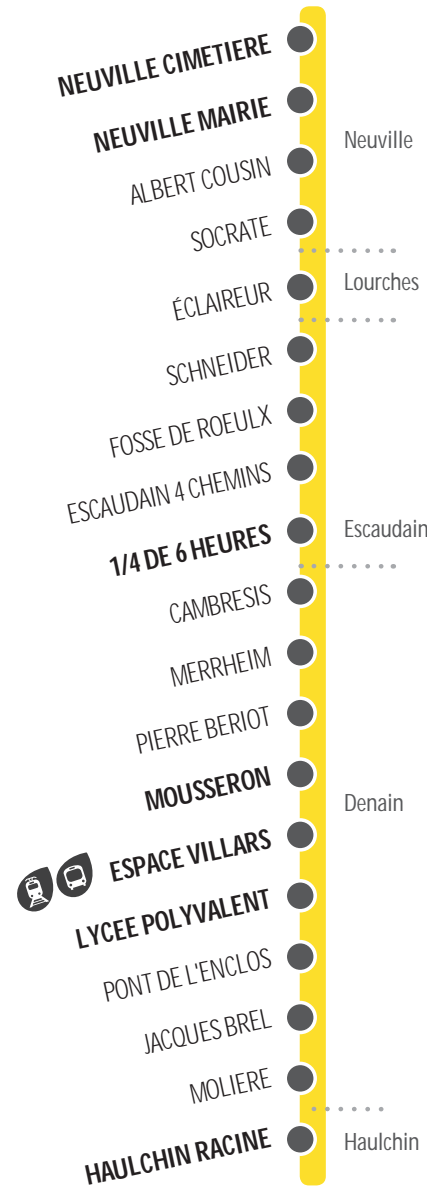 NEUVILLE CIMETIERE
NEUVILLE MAIRIE
Neuville
ALBERT COUSIN
SOCRATE
ÉCLAIREUR
Lourches
SCHNEIDER
FOSSE DE ROEULX
ESCAUDAIN 4 CHEMINS
1/4 DE 6 HEURES
Escaudain
CAMBRESIS
MERRHEIM
PIERRE BERIOT
MOUSSERON
Denain
ESPACE VILLARS
LYCEE POLYVALENT
PONT DE L'ENCLOS
JACQUES BREL
MOLIERE
HAULCHIN RACINE
Haulchin